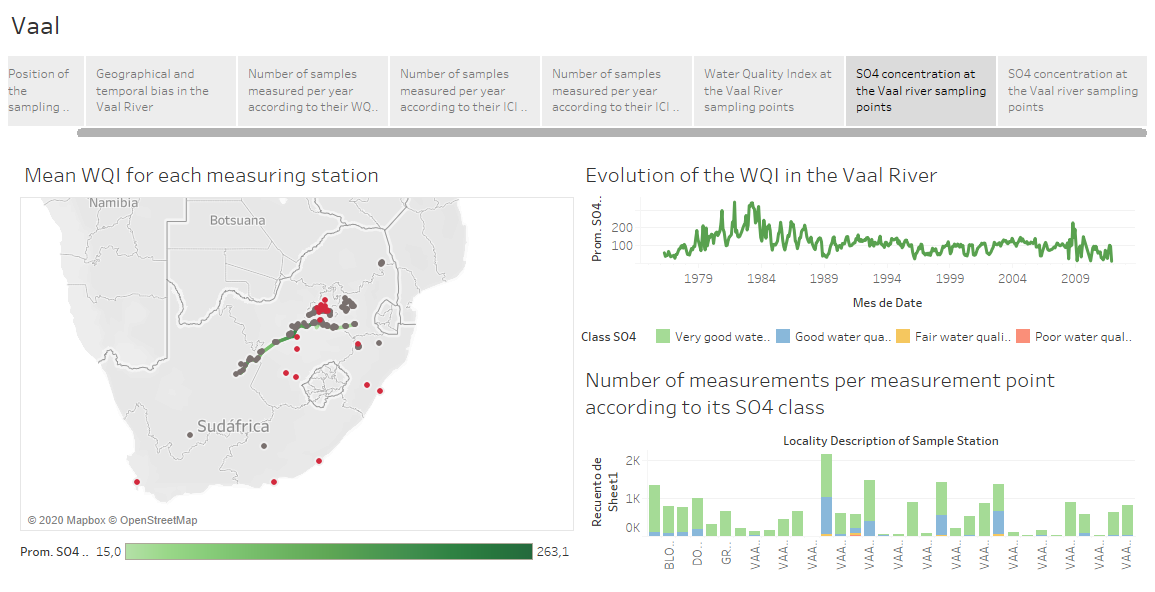 Vaal
Position of
the
sampling ..
Geographical and
temporal bias in the
Vaal River
Number of samples
measured per year
according to their WQ..
Number of samples
measured per year
according to their ICI ..
Number of samples
measured per year
according to their ICI ..
Water Quality Index at
the Vaal River
sampling points
SO4 concentration at
the Vaal river sampling
points
SO4 concentration at
the Vaal river sampling
points
Mean WQI for each measuring station
Namibia
Botsuana
Sudáfrica
© 2020 Mapbox © OpenStreetMap
Prom. SO4 .. 15,0 263,1
Evolution of the WQI in the Vaal River
Prom. SO4..
200
100
1979 1984 1989 1994 1999 2004 2009
Mes de Date
Class SO4 Very good wate.. Good water qua.. Fair water quali.. Poor water qual..
Number of measurements per measurement point
according to its SO4 class
Locality Description of Sample Station
Recuento de
Sheet1
2K
1K
0K
BLO.. DO.. GR.. VAA.. VAA.. VAA.. VAA.. VAA.. VAA.. VAA.. VAA.. VAA.. VAA.. VAA.. VAA.. VAA.. VAA..